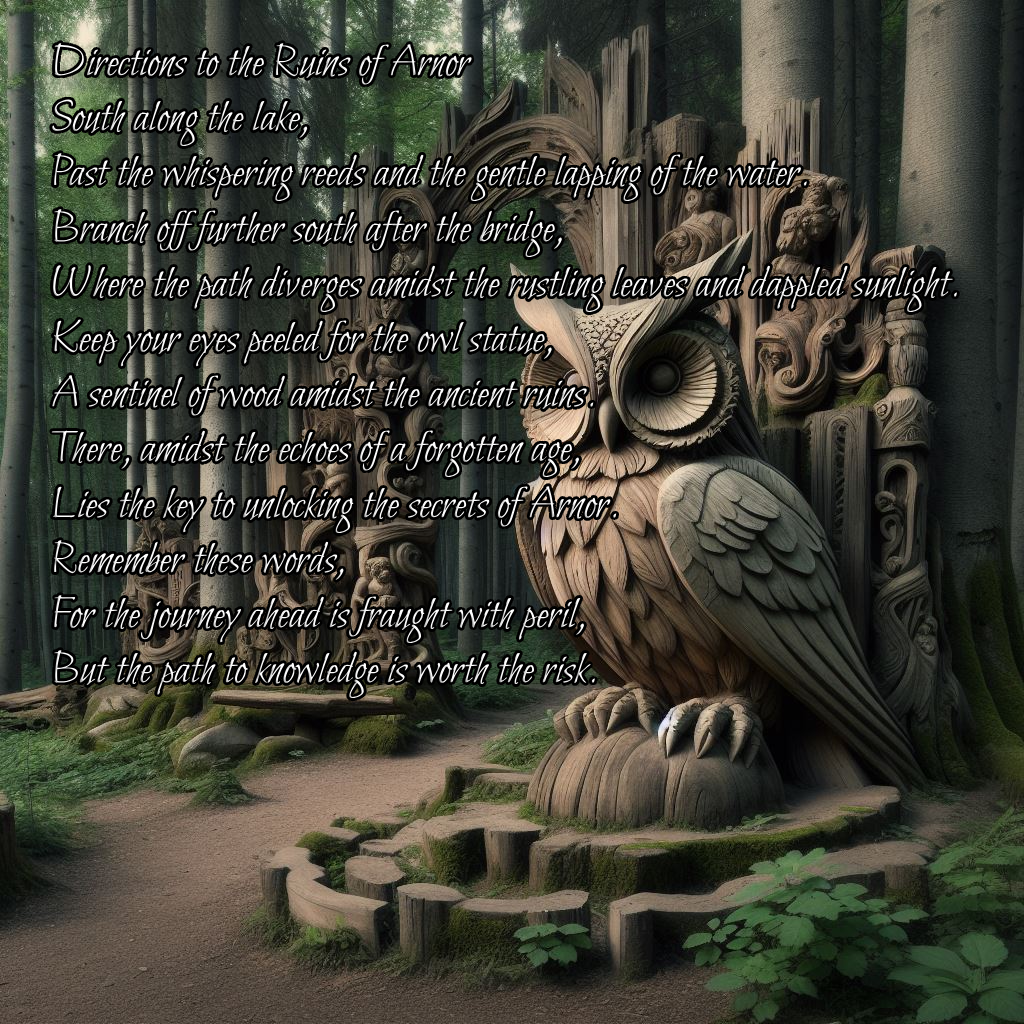 Directions to the Ruins of Arnor
South along the lake,
Past the whispering reeds and the gentle lapping of the water.
Branch off further south after the bridge,
Where the path diverges amidst the rustling leaves and dappled sunlight.
Keep your eyes peeled for the owl statue,
A sentinel of wood amidst the ancient ruins.
There, amidst the echoes of a forgotten age,
Lies the key to unlocking the secrets of Arnor.
Remember these words,
For the journey ahead is fraught with peril,
But the path to knowledge is worth the risk.